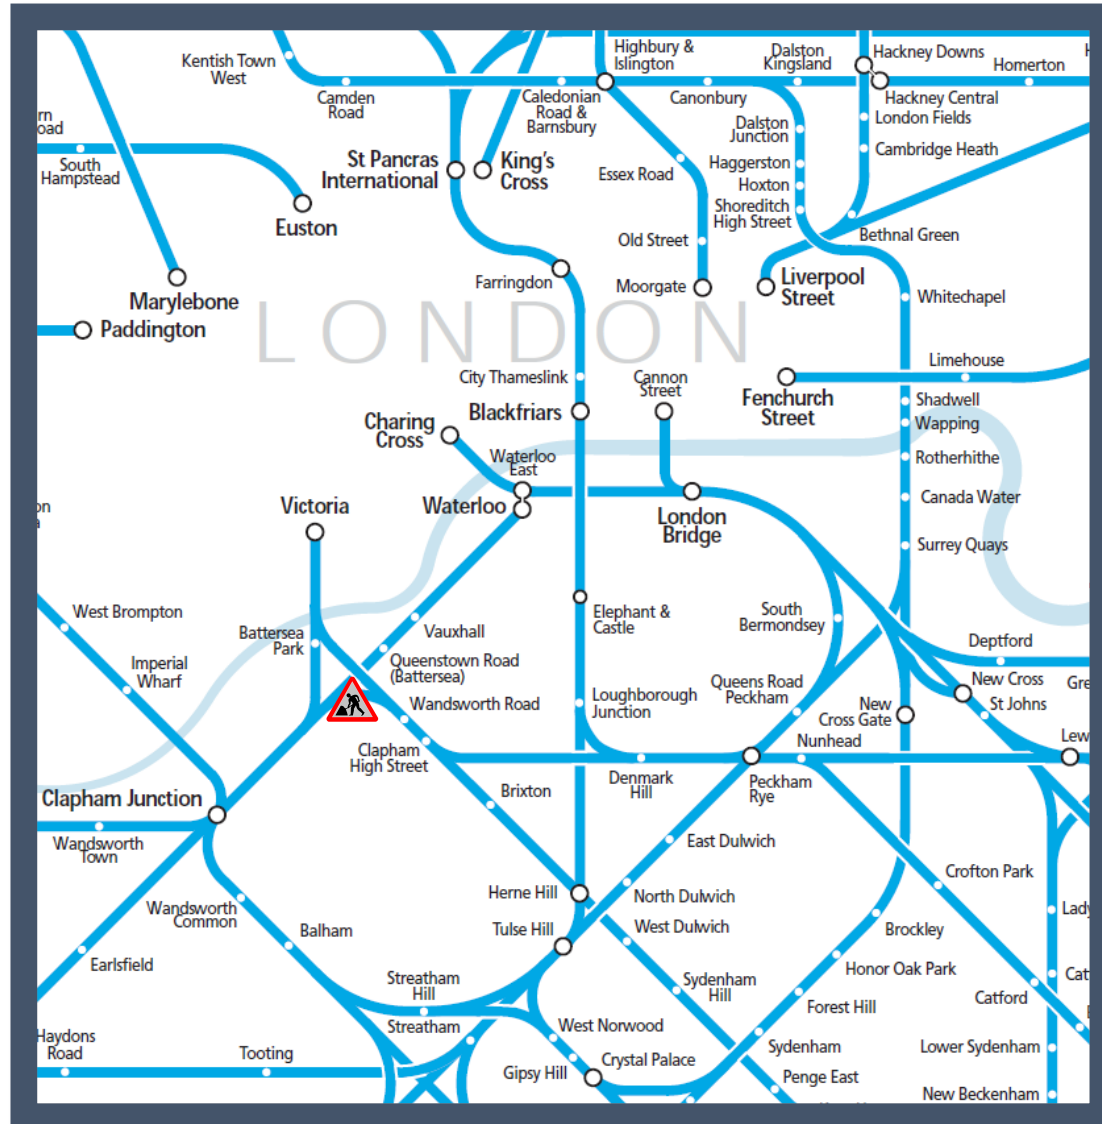 Kentish Town
West
Highbury &
Islington
Dalston
Kingsland
Hackney Downs
H
Homerton
Camden
Road
Caledonian
Road &
Barnsbury
Canonbury
Hackney Central
London Fields
rn
oad
Dalston
Junction
Cambridge Heath
South
Hampstead
St Pancras
International
King's
Cross
Essex Road
Haggerston
Hoxton
Shoreditch
High Street
Euston
Old Street
Bethnal Green
Farringdon
Moorgate
Liverpool
Street
Marylebone
Whitechapel
Paddington
LONDON
Limehouse
City Thameslink
Cannon
Street
Fenchurch
Street
Shadwell
Blackfriars
Charing
Cross
Wapping
Waterloo
East
Rotherhithe
on
a
Victoria
Waterloo
London
Bridge
Canada Water
Surrey Quays
West Brompton
Elephant &
Castle
South
Bermondsey
Battersea
Park
Vauxhall
Deptford
Imperial
Wharf
Queenstown Road
(Battersea)
Queens Road
Peckham
New Cross
Gre
Wandsworth Road
Loughborough
Junction
New
Cross Gate
St Johns
Clapham
High Street
Nunhead
Lew
Clapham Junction
Brixton
Denmark
Hill
Peckham
Rye
Wandsworth
Town
East Dulwich
Crofton Park
Herne Hill
North Dulwich
Wandsworth
Common
Balham
Tulse Hill
West Dulwich
Brockley
Lady
Earlsfield
Streatham
Hill
Sydenham
Hill
Honor Oak Park
Cat
Forest Hill
Catford
Streatham
West Norwood
Haydons
Road
Tooting
Crystal Palace
Sydenham
Lower Sydenham
Gipsy Hill
Penge East
New Beckenham